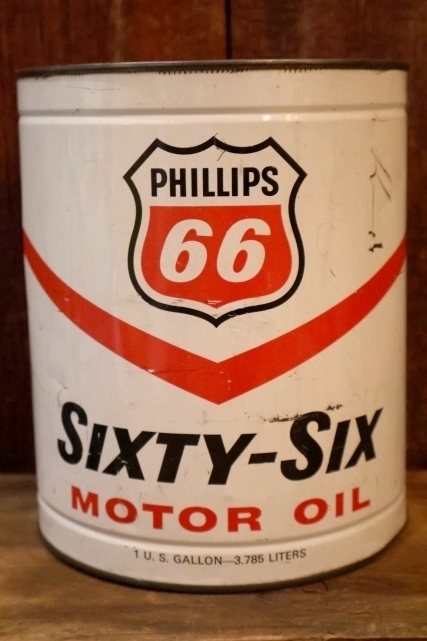 PHILLIPS
66
SIXTY-SIX
MOTOR OIL
1 U. S. GALLON—3.785 LITERS